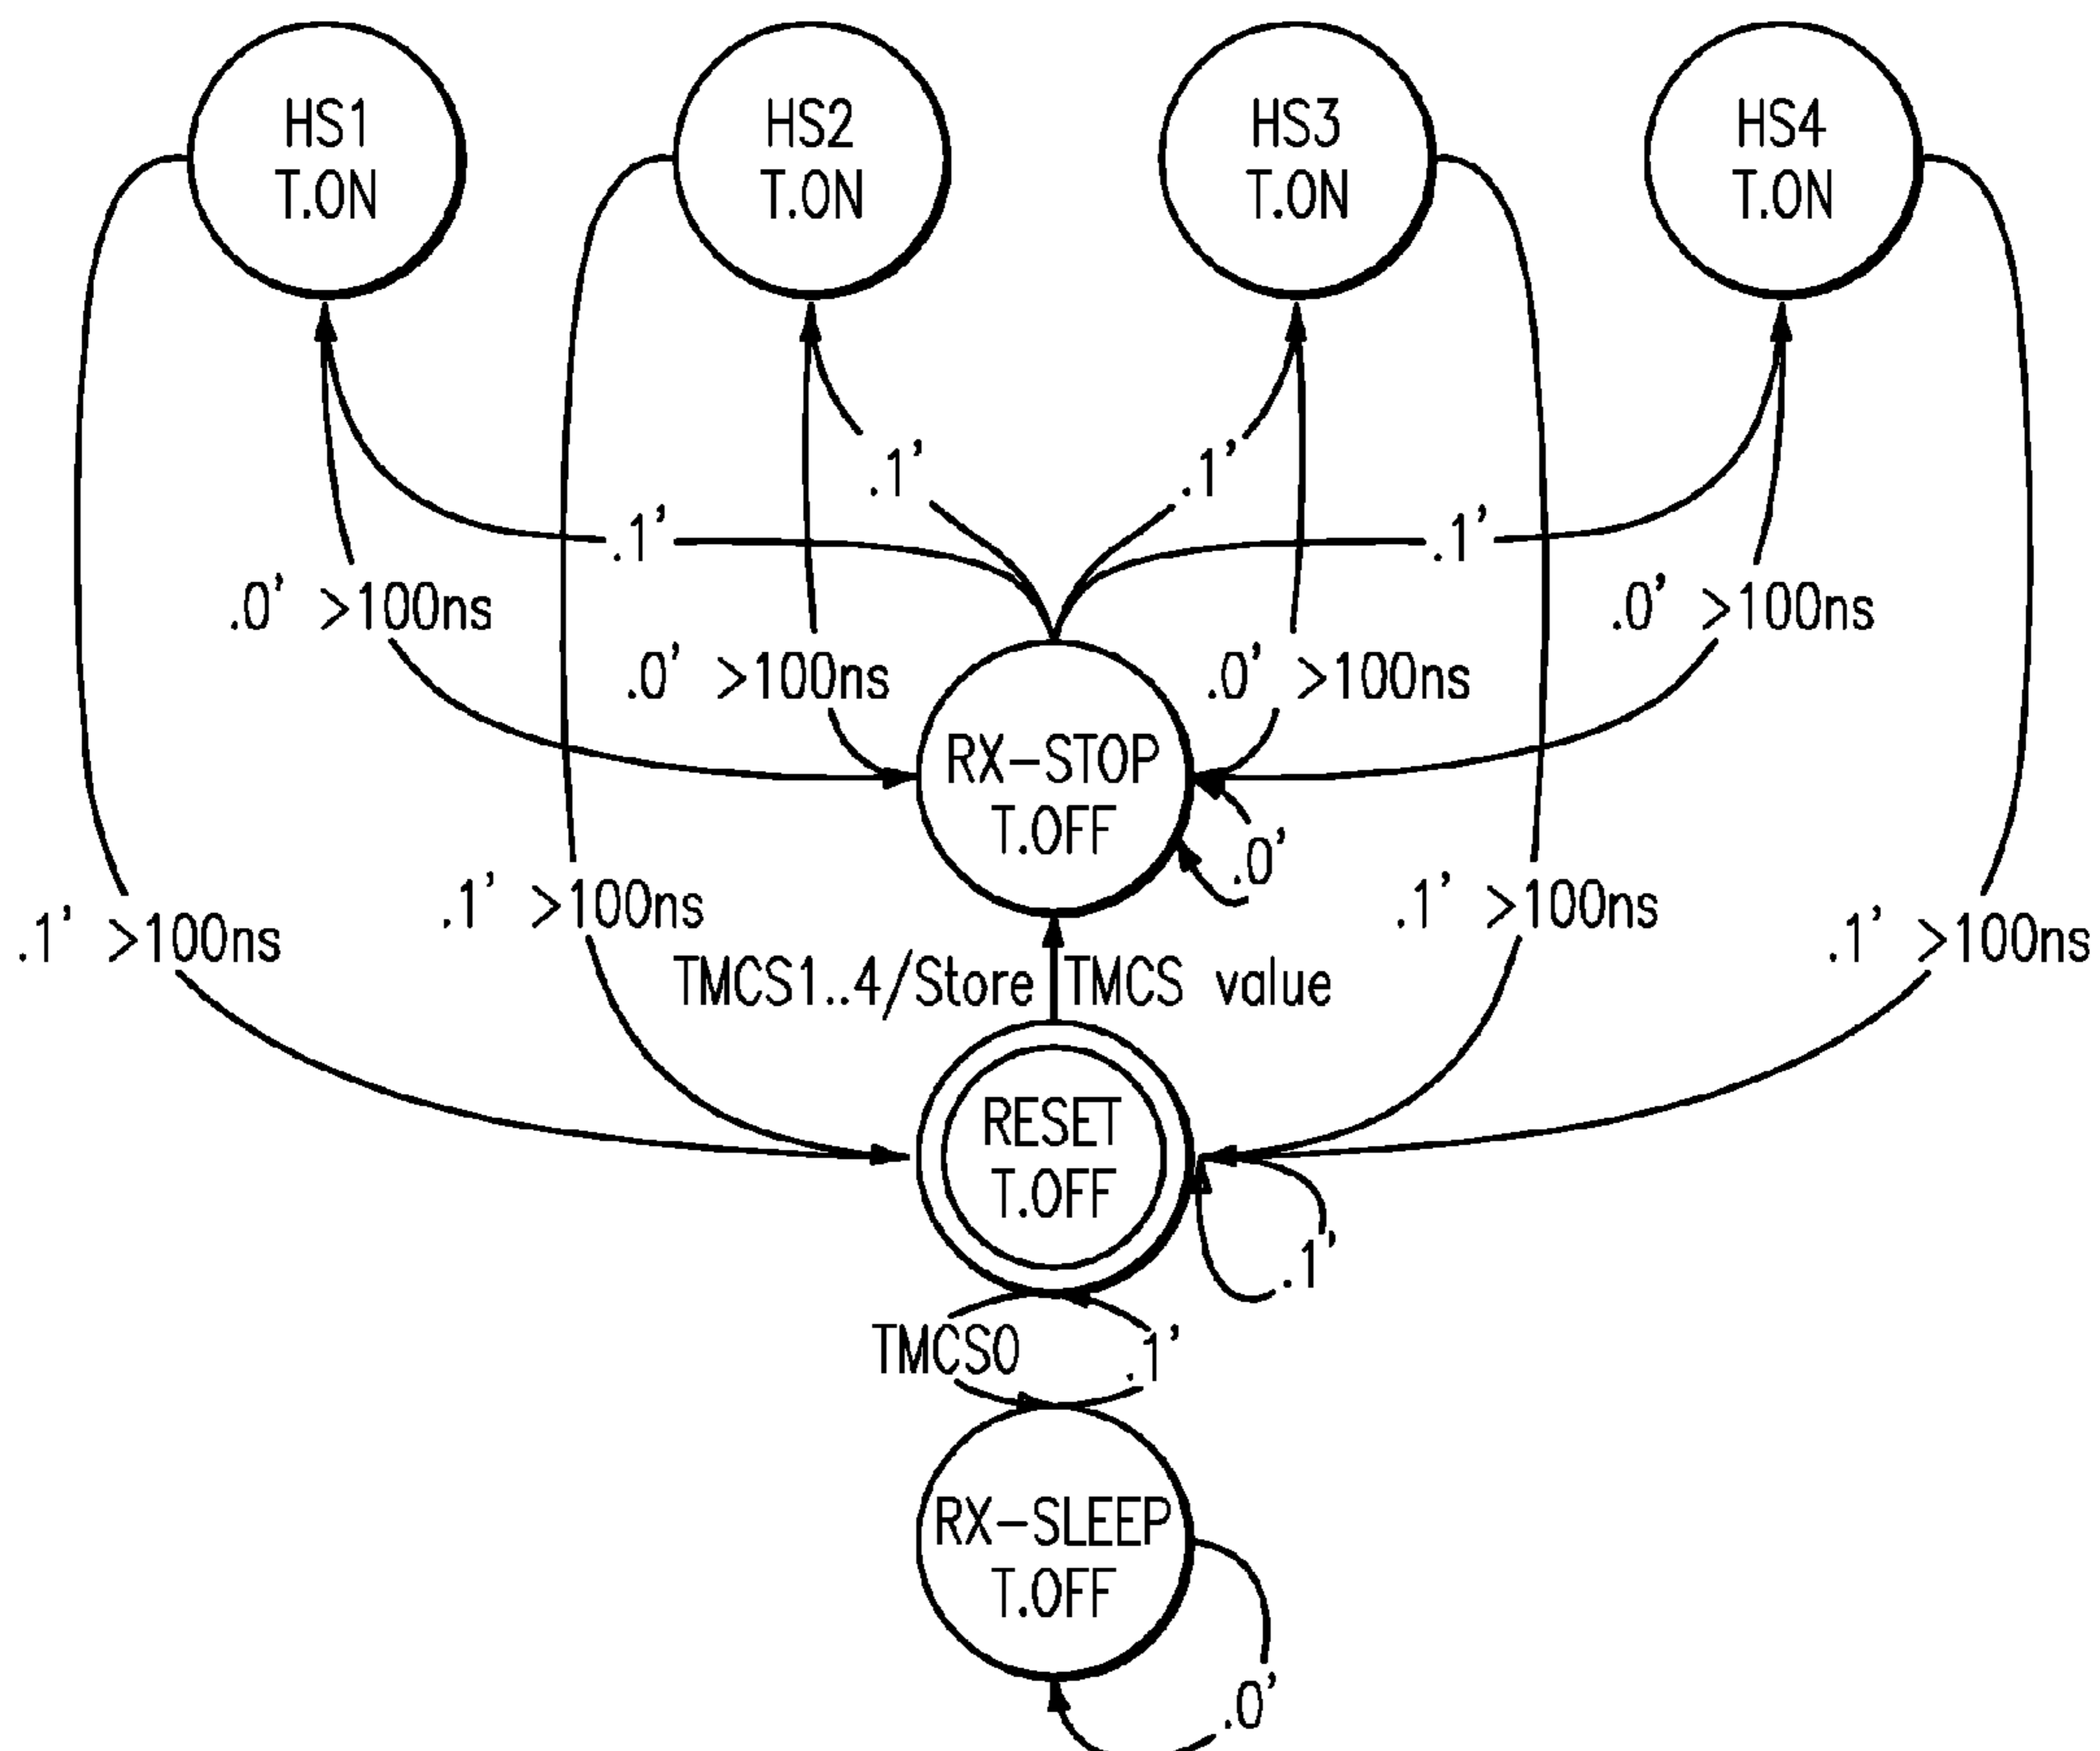 HS1
T.ON
HS2
T.ON
HS3
T.ON
HS4
T.ON
.1'
.1'
.1'
.1'
.0' >100ns
.0' >100ns
.0' >100ns
.0' >100ns
RX-STOP
T.OFF
.0'
.1' >100ns
.1' >100ns
.1' >100ns
.1' >100ns
TMCS1..4/Store TMCS value
RESET
T.OFF
.1'
TMCS0
.1'
RX-SLEEP
T.OFF
.0'